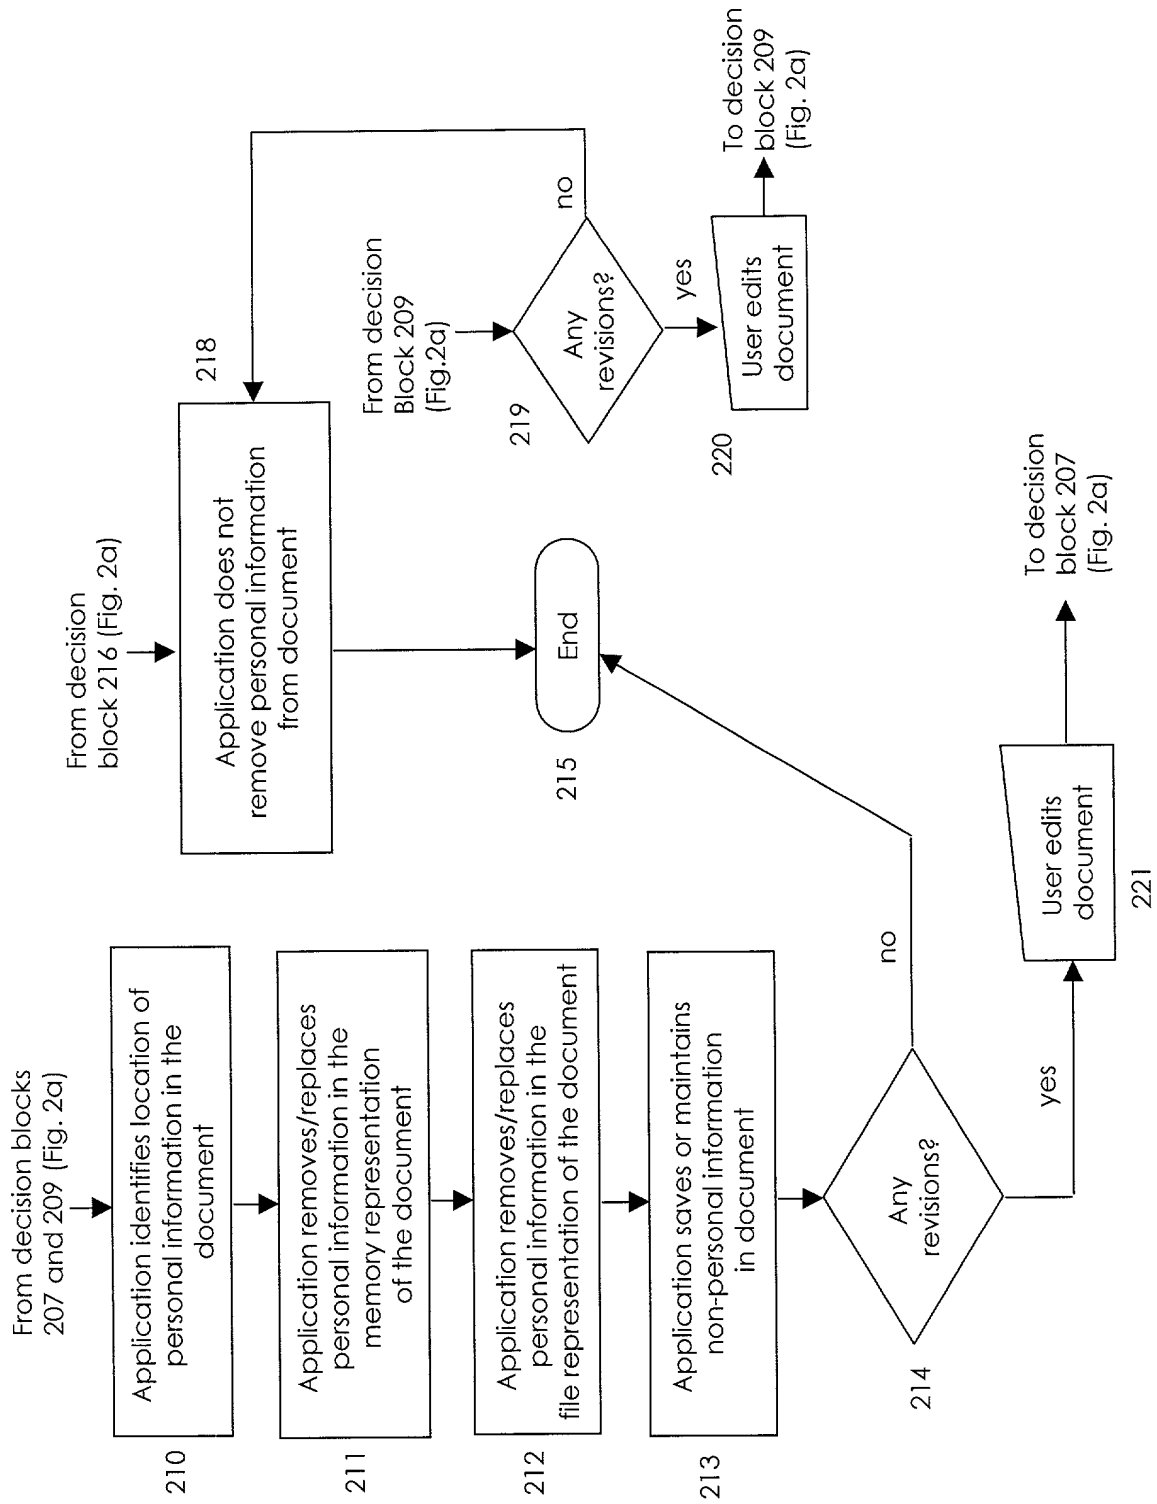 From decision blocks
207 and 209 (Fig. 2a)
210
Application identifies location of
personal information in the
document
211
Application removes/replaces
personal information in the
memory representation
of the document
212
Application removes/replaces
personal information in the
file representation of the document
213
Application saves or maintains
non-personal information
in document
214
Any
revisions?
no
yes
221
User edits
document
To decision
block 207
(Fig. 2a)
From decision
block 216 (Fig. 2a)
218
Application does not
remove personal information
from document
215
End
From decision
Block 209
(Fig.2a)
219
Any
revisions?
no
yes
220
User edits
document
To decision
block 209
(Fig. 2a)